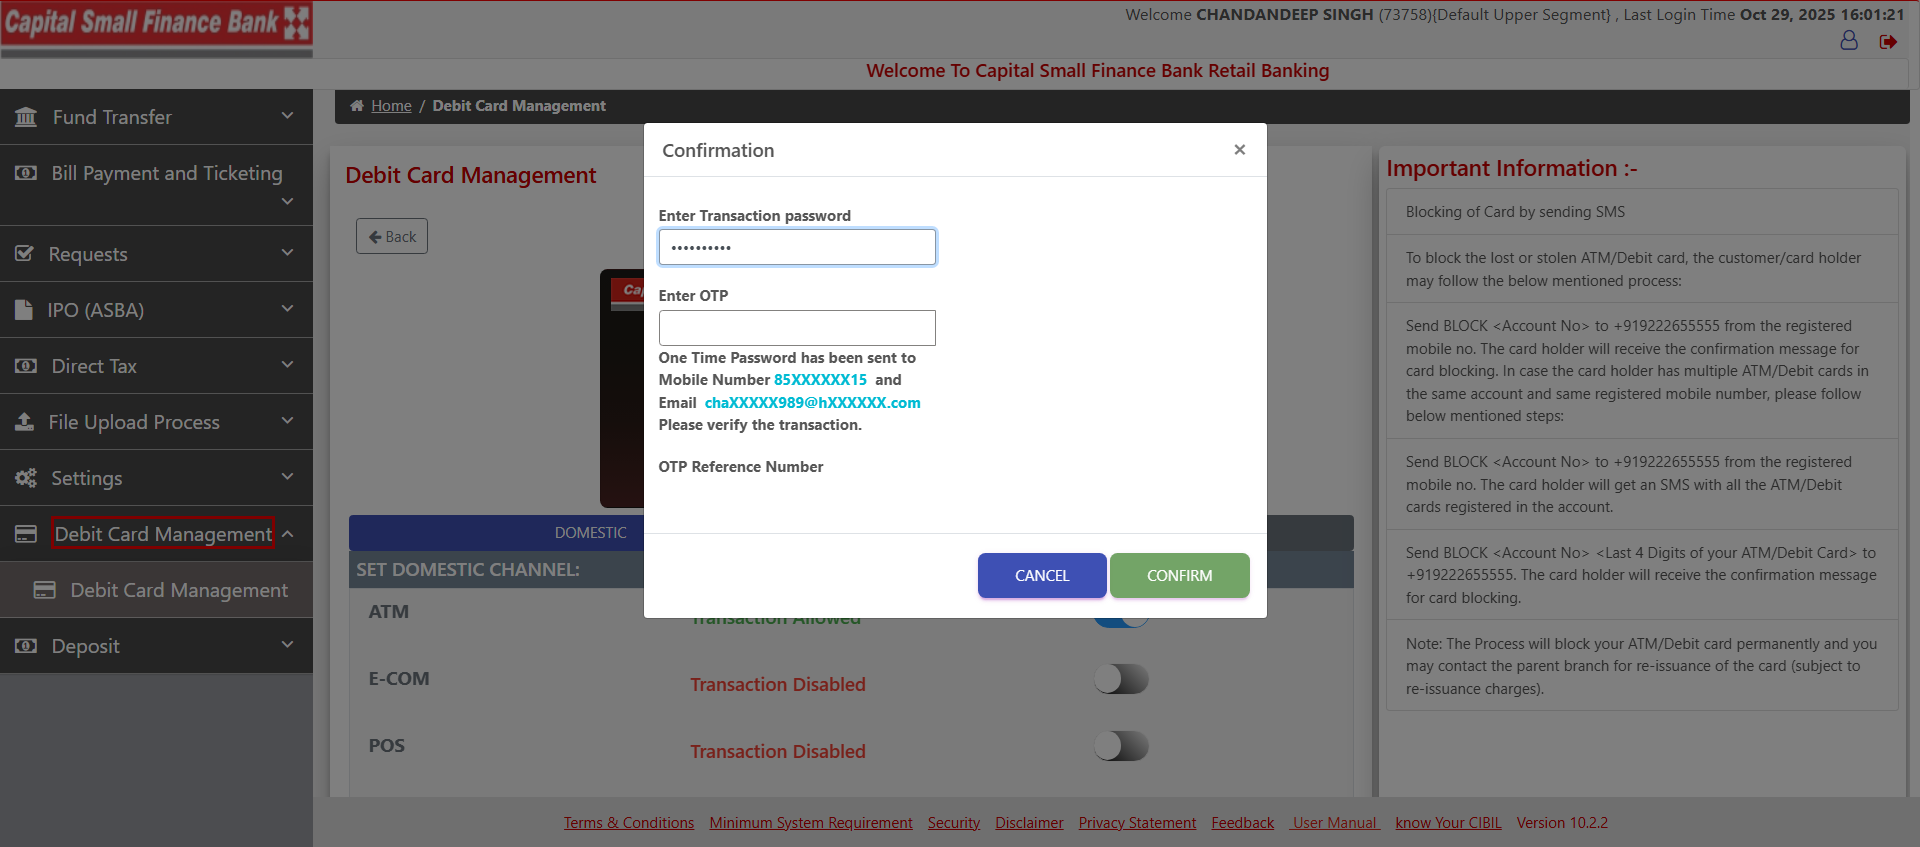 Capital Small Finance Bank
Welcome CHANDANDEEP SINGH (73758){Default Upper Segment} , Last Login Time Oct 29, 2025 16:01:21
Welcome To Capital Small Finance Bank Retail Banking
Fund Transfer
Bill Payment and Ticketing
Requests
IPO (ASBA)
Direct Tax
File Upload Process
Settings
Debit Card Management
Debit Card Management
Deposit
Home / Debit Card Management
Debit Card Management
Back
DOMESTIC
SET DOMESTIC CHANNEL:
ATM
Transaction Allowed
E-COM
Transaction Disabled
POS
Transaction Disabled
Confirmation
×
Enter Transaction password
••••••••••
Enter OTP
One Time Password has been sent to
Mobile Number 85XXXXXX15 and
Email chaXXXXX989@hXXXXXX.com
Please verify the transaction.
OTP Reference Number
CANCEL
CONFIRM
Important Information :-
Blocking of Card by sending SMS
To block the lost or stolen ATM/Debit card, the customer/card holder
may follow the below mentioned process:
Send BLOCK <Account No> to +919222655555 from the registered
mobile no. The card holder will receive the confirmation message for
card blocking. In case the card holder has multiple ATM/Debit cards in
the same account and same registered mobile number, please follow
below mentioned steps:
Send BLOCK <Account No> to +919222655555 from the registered
mobile no. The card holder will get an SMS with all the ATM/Debit
cards registered in the account.
Send BLOCK <Account No> <Last 4 Digits of your ATM/Debit Card> to
+919222655555. The card holder will receive the confirmation message
for card blocking.
Note: The Process will block your ATM/Debit card permanently and you
may contact the parent branch for re-issuance of the card (subject to
re-issuance charges).
Terms & Conditions Minimum System Requirement Security Disclaimer Privacy Statement Feedback User Manual know Your CIBIL Version 10.2.2